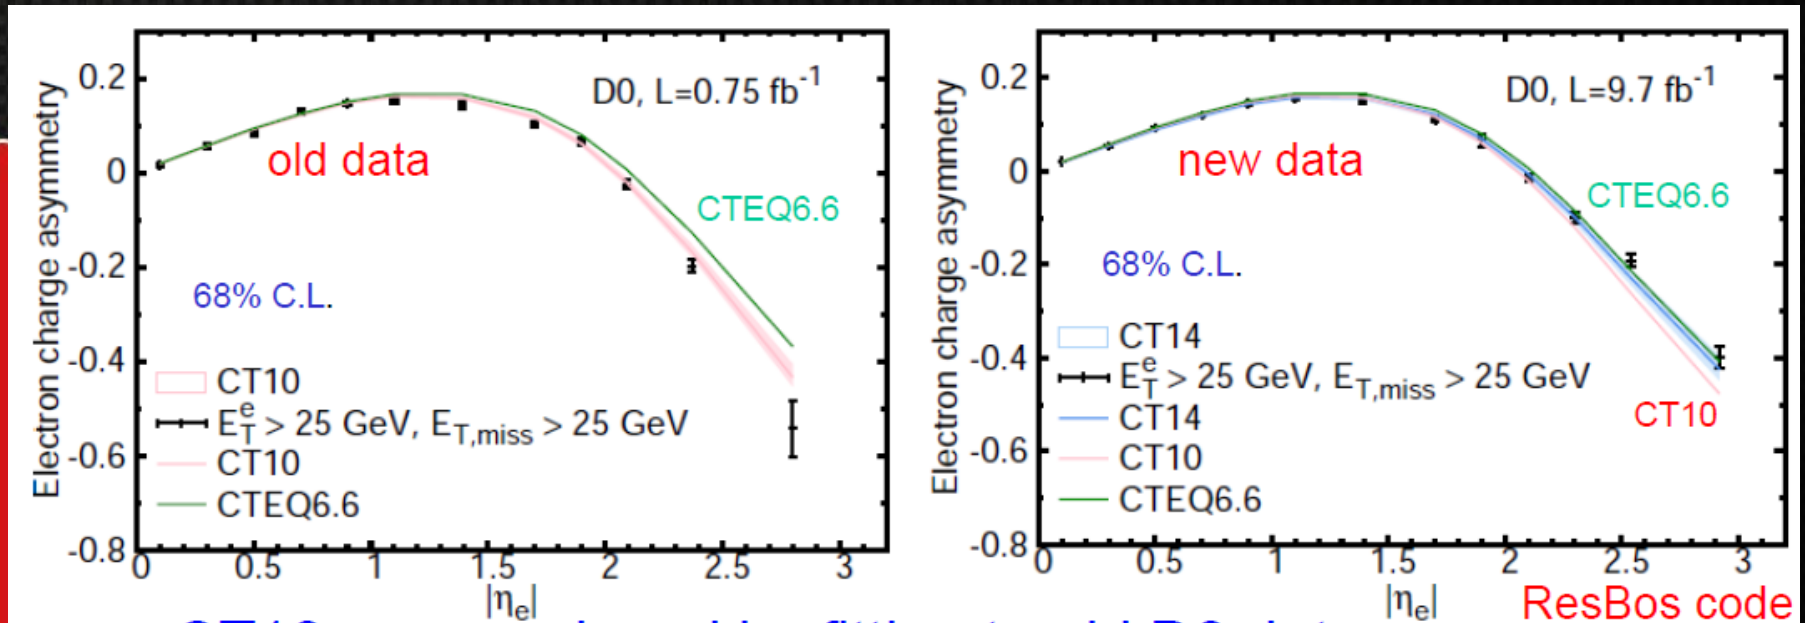 Electron charge asymmetry
0.2
0
-0.2
-0.4
-0.6
-0.8
D0, L=0.75 fb-1
old data
CTEQ6.6
68% C.L.
CT10
E_T^e > 25 GeV, E_T,miss > 25 GeV
CT10
CTEQ6.6
0 0.5 1 1.5 2 2.5 3
|ηe|
Electron charge asymmetry
0.2
0
-0.2
-0.4
-0.6
-0.8
D0, L=9.7 fb-1
new data
CTEQ6.6
68% C.L.
CT14
E_T^e > 25 GeV, E_T,miss > 25 GeV
CT14
CT10
CT10
CTEQ6.6
0 0.5 1 1.5 2 2.5 3
|ηe|
ResBos code